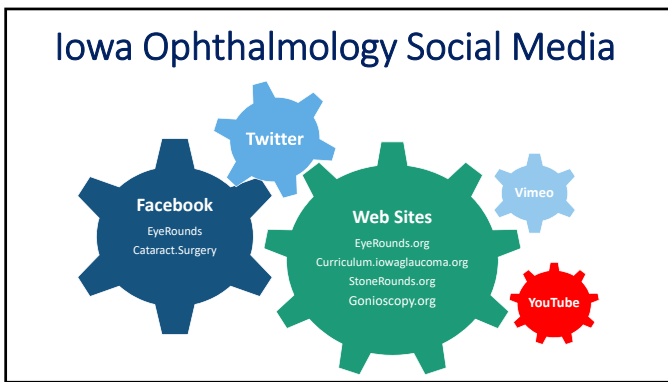 Iowa Ophthalmology Social Media
Twitter
Facebook
EyeRounds
Cataract.Surgery
Web Sites
EyeRounds.org
Curriculum.iowaglaucoma.org
StoneRounds.org
Gonioscopy.org
Vimeo
YouTube